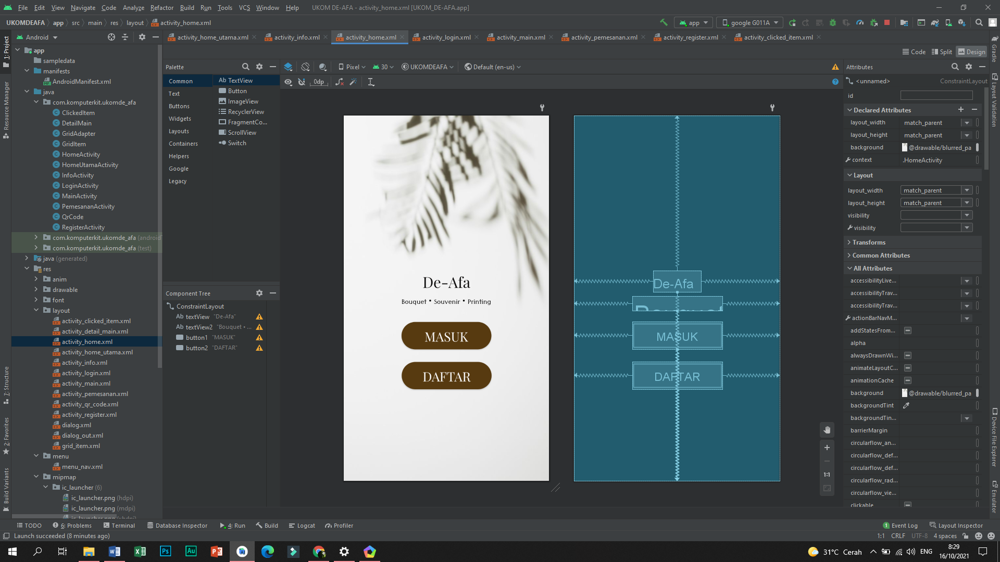 File Edit View Navigate Code Analyze Refactor Build Run Tools VCS Window Help UKOM DE-AFA - activity_home.xml [UKOM_DE-AFA.app]
UKOMDEAFA app src main res layout activity_home.xml app google G011A
Android activity_home_utama.xml activity_info.xml activity_home.xml activity_login.xml activity_main.xml activity_pemesanan.xml activity_register.xml activity_clicked_item.xml
Code Split Design
1: Project
Resource Manager
7: Structure
2: Favorites
Build Variants
app
sampledata
manifests
AndroidManifest.xml
java
com.komputerkit.ukomde_afa
ClickedItem
DetailMain
GridAdapter
GridItem
HomeActivity
HomeUtamaActivity
InfoActivity
LoginActivity
MainActivity
PemesananActivity
QrCode
RegisterActivity
com.komputerkit.ukomde_afa (android
com.komputerkit.ukomde_afa (test)
java (generated)
res
anim
drawable
font
layout
activity_clicked_item.xml
activity_detail_main.xml
activity_home.xml
activity_home_utama.xml
activity_info.xml
activity_login.xml
activity_main.xml
activity_pemesanan.xml
activity_qr_code.xml
activity_register.xml
dialog.xml
dialog_out.xml
grid_item.xml
menu
menu_nav.xml
mipmap
ic_launcher (6)
ic_launcher.png (hdpi)
ic_launcher.png (mdpi)
Palette
Common
Text
Buttons
Widgets
Layouts
Containers
Helpers
Google
Legacy
Ab TextView
Button
ImageView
RecyclerView
FragmentCo...
ScrollView
Switch
Component Tree
ConstraintLayout
Ab textView "De-Afa"
Ab textView2 "Bouquet • ...
button1 "MASUK"
button2 "DAFTAR"
Pixel 30 UKOMDEAFA Default (en-us)
0dp
De-Afa
Bouquet • Souvenir • Printing
MASUK
DAFTAR
De-Afa
MASUK
DAFTAR
1:1
Attributes
<unnamed> ConstraintLayout
id
Declared Attributes
layout_width match_parent
layout_height match_parent
background @drawable/blurred_pa
context .HomeActivity
Layout
layout_width match_parent
layout_height match_parent
visibility
visibility
Transforms
Common Attributes
All Attributes
accessibilityLive...
accessibilityTrav...
accessibilityTrav...
actionBarNavM...
addStatesFrom...
alpha
alwaysDrawnWi...
animateLayoutC...
animationCache
background @drawable/blurred_pa
backgroundTint
backgroundTin...
barrierMargin
circularflow_an...
circularflow_def...
circularflow_def...
circularflow_rad...
circularflow_vie...
clickable
Gradle
Layout Validation
Device File Explorer
Emulator
TODO 6: Problems Terminal Database Inspector 4: Run Build Logcat Profiler 1 Event Log Layout Inspector
Launch succeeded (8 minutes ago) 1:1 CRLF UTF-8 4 spaces
Ps Au
31°C Cerah ENG
8:29
16/10/2021